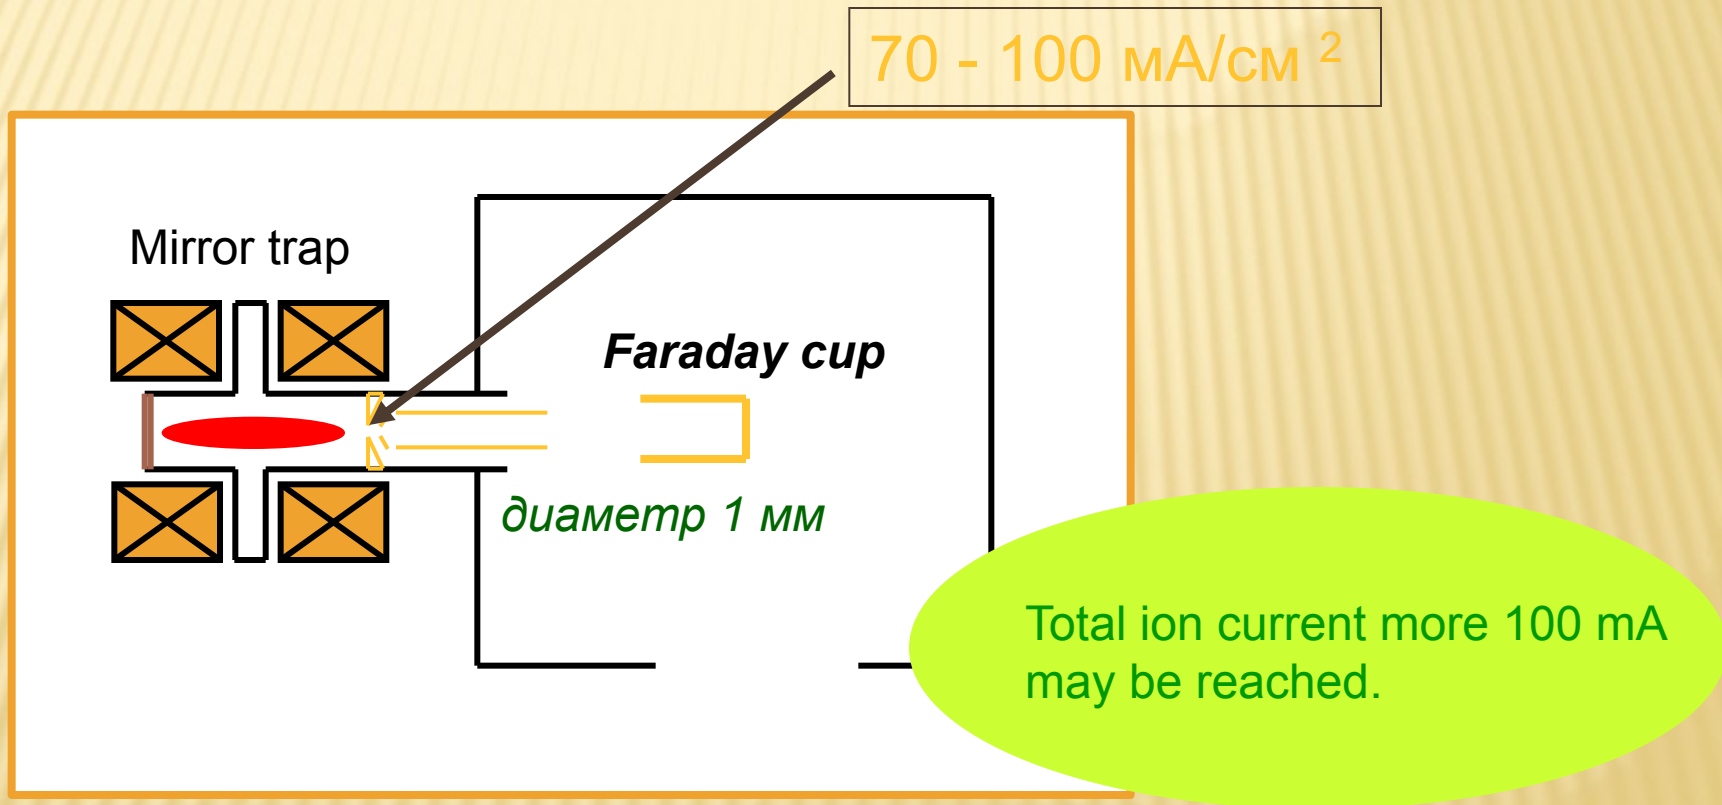 70 - 100 мА/см ²
Mirror trap
Faraday cup
диаметр 1 мм
Total ion current more 100 mA
may be reached.